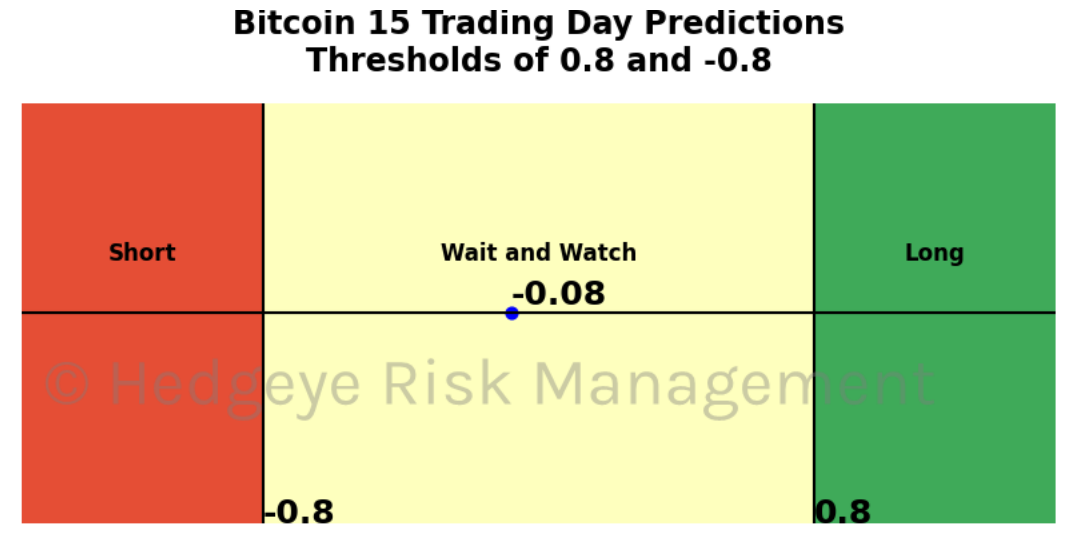 Bitcoin 15 Trading Day Predictions
Thresholds of 0.8 and -0.8
Short
Wait and Watch
Long
-0.08
© Hedgeye Risk Management
-0.8
0.8